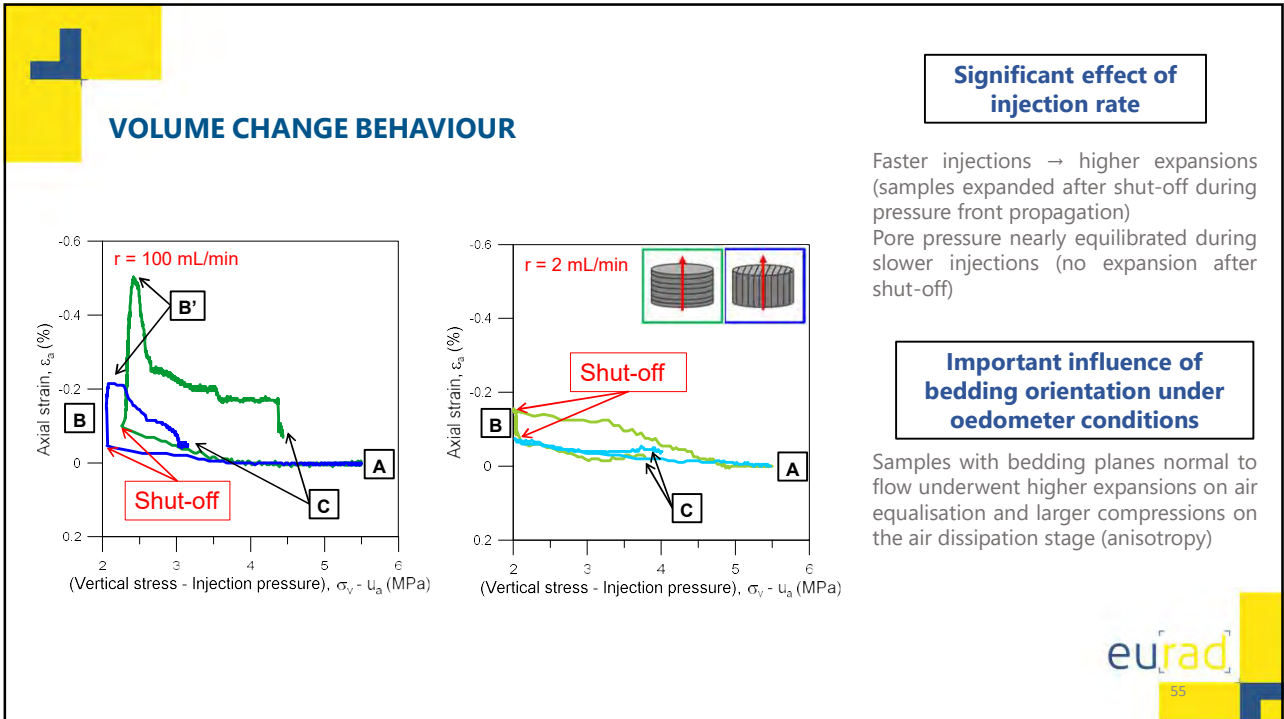 VOLUME CHANGE BEHAVIOUR
-0.6
-0.4
-0.2
0
0.2
Axial strain, εa (%)
r = 100 mL/min
B'
B
A
C
Shut-off
2 3 4 5 6
(Vertical stress - Injection pressure), σv - ua (MPa)
-0.6
-0.4
-0.2
0
0.2
Axial strain, εa (%)
r = 2 mL/min
Shut-off
B
A
C
2 3 4 5 6
(Vertical stress - Injection pressure), σv - ua (MPa)
Significant effect of
injection rate
Faster injections → higher expansions
(samples expanded after shut-off during
pressure front propagation)
Pore pressure nearly equilibrated during
slower injections (no expansion after
shut-off)
Important influence of
bedding orientation under
oedometer conditions
Samples with bedding planes normal to
flow underwent higher expansions on air
equalisation and larger compressions on
the air dissipation stage (anisotropy)
eurad
55